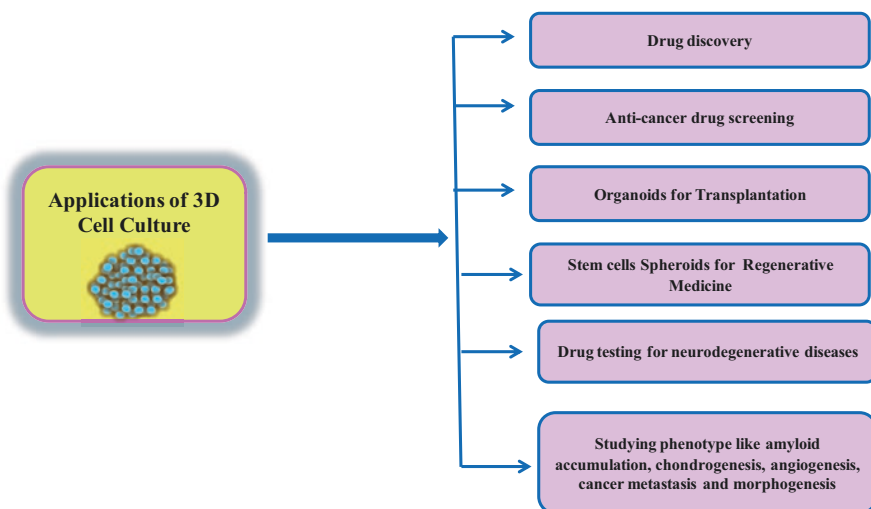 Applications of 3D
Cell Culture
Drug discovery
Anti-cancer drug screening
Organoids for Transplantation
Stem cells Spheroids for Regenerative
Medicine
Drug testing for neurodegenerative diseases
Studying phenotype like amyloid
accumulation, chondrogenesis, angiogenesis,
cancer metastasis and morphogenesis